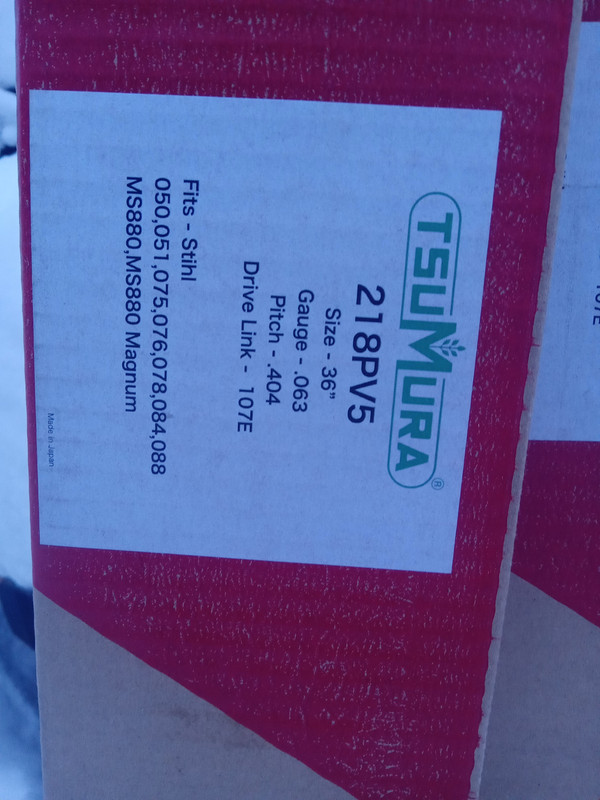 TSUMURA®
218PV5
Size - 36"
Gauge - .063
Pitch - .404
Drive Link - 107E
Fits - Stihl
050,051,075,076,078,084,088
MS880,MS880 Magnum
Made in Japan
107E